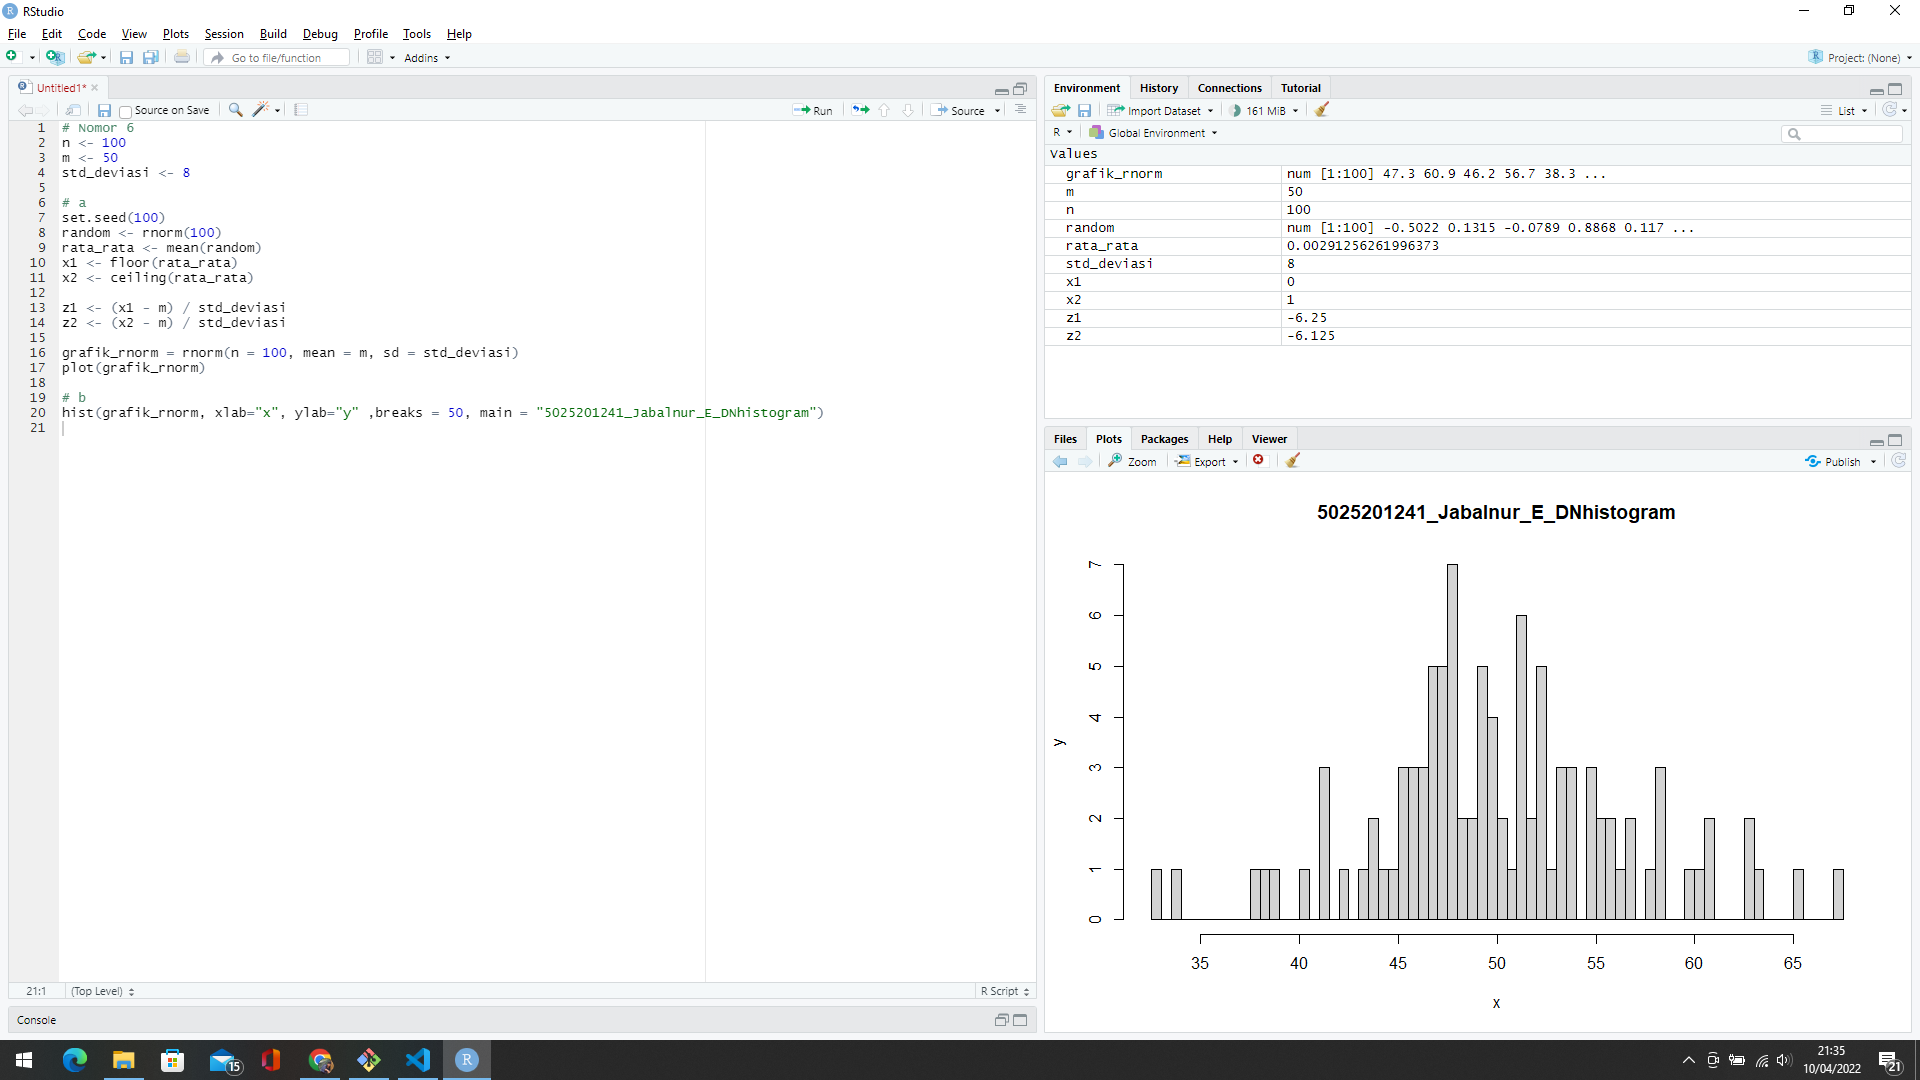 RStudio
File Edit Code View Plots Session Build Debug Profile Tools Help
Go to file/function Addins Project: (None)
Untitled1*
Source on Save Run Source
1 # Nomor 6
2 n <- 100
3 m <- 50
4 std_deviasi <- 8
5
6 # a
7 set.seed(100)
8 random <- rnorm(100)
9 rata_rata <- mean(random)
10 x1 <- floor(rata_rata)
11 x2 <- ceiling(rata_rata)
12
13 z1 <- (x1 - m) / std_deviasi
14 z2 <- (x2 - m) / std_deviasi
15
16 grafik_rnorm = rnorm(n = 100, mean = m, sd = std_deviasi)
17 plot(grafik_rnorm)
18
19 # b
20 hist(grafik_rnorm, xlab="x", ylab="y" ,breaks = 50, main = "5025201241_Jabalnur_E_DNhistogram")
21
21:1 (Top Level) R Script
Console
Environment History Connections Tutorial
Import Dataset 161 MiB List
R Global Environment
Values
grafik_rnorm num [1:100] 47.3 60.9 46.2 56.7 38.3 ...
m 50
n 100
random num [1:100] -0.5022 0.1315 -0.0789 0.8868 0.117 ...
rata_rata 0.00291256261996373
std_deviasi 8
x1 0
x2 1
z1 -6.25
z2 -6.125
Files Plots Packages Help Viewer
Zoom Export Publish
5025201241_Jabalnur_E_DNhistogram
7
6
5
4
3
2
1
0
y
35 40 45 50 55 60 65
x
15
21:35
10/04/2022
21